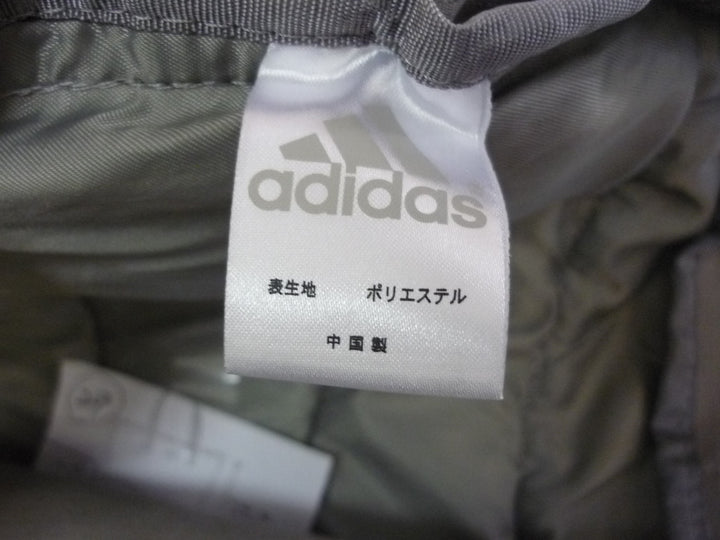 adidas
表生地 ポリエステル
中国製